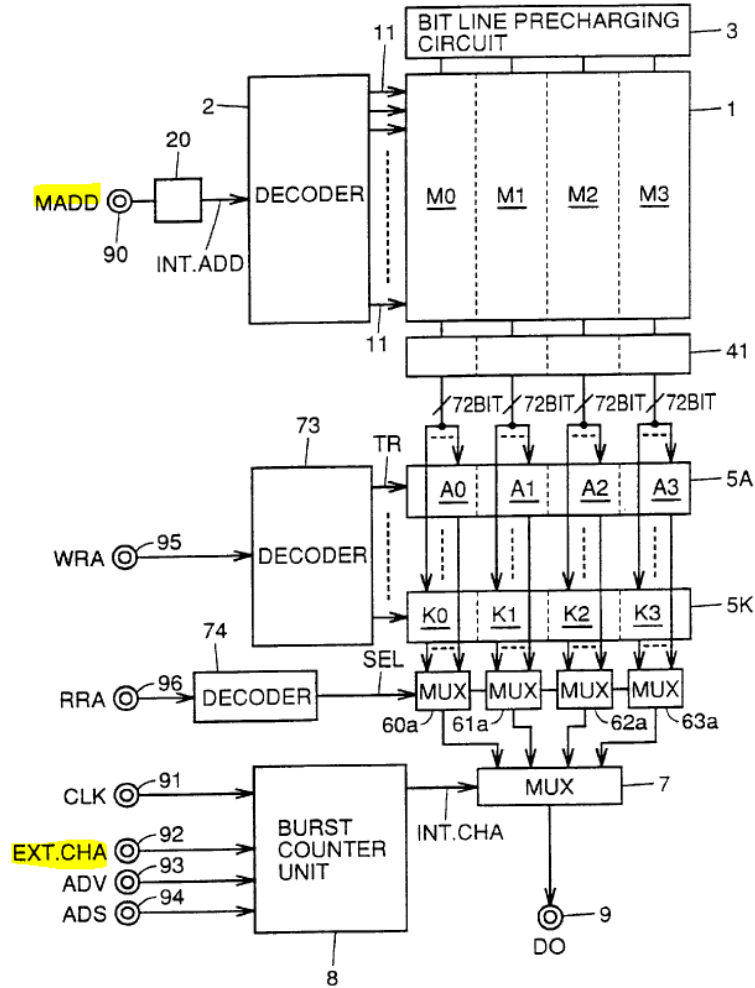 BIT LINE PRECHARGING
CIRCUIT
3
11
2
1
20
MADD
DECODER
M0 M1 M2 M3
90
INT.ADD
11
41
72BIT 72BIT 72BIT 72BIT
73
TR
A0 A1 A2 A3
5A
WRA
95
DECODER
K0 K1 K2 K3
5K
74
SEL
RRA
96
DECODER
MUX MUX MUX MUX
60a 61a 62a 63a
CLK
91
MUX
7
INT.CHA
EXT.CHA
92
BURST
COUNTER
UNIT
ADV
93
ADS
94
9
DO
8